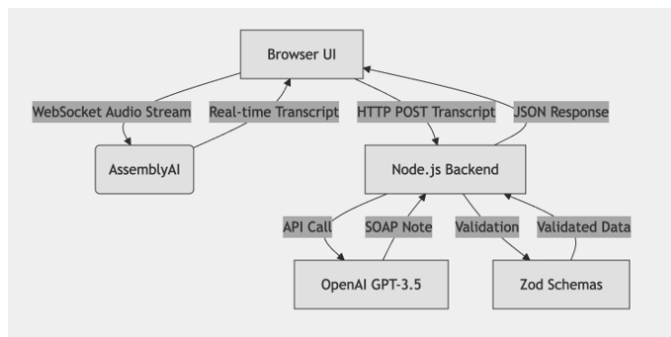 Browser UI
WebSocket Audio Stream
Real-time Transcript
HTTP POST Transcript
JSON Response
AssemblyAI
Node.js Backend
API Call
SOAP Note
Validation
Validated Data
OpenAI GPT-3.5
Zod Schemas